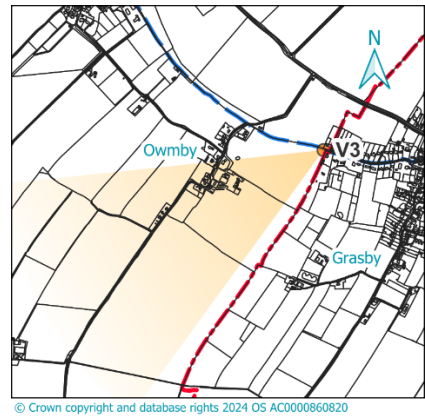 N
V3
Owmby
Grasby
© Crown copyright and database rights 2024 OS AC0000860820